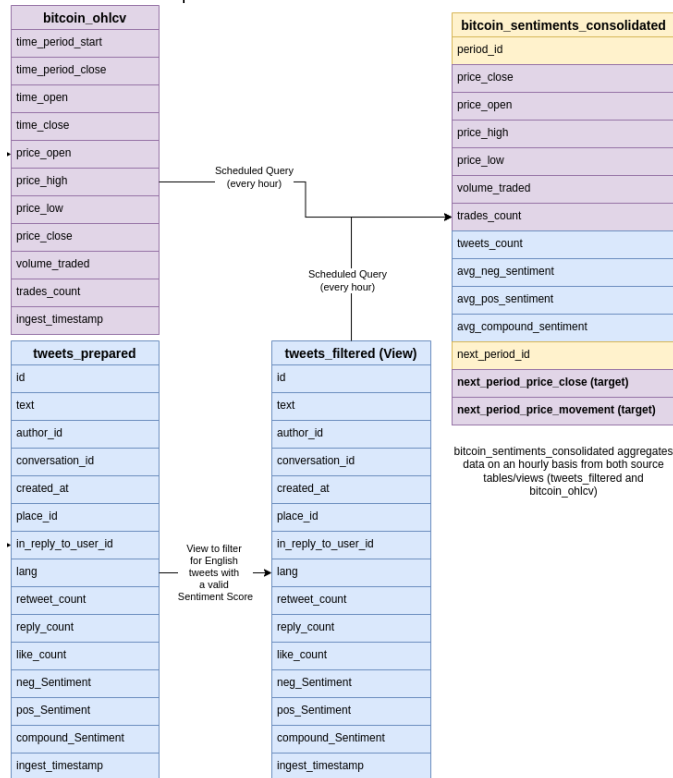 bitcoin_ohlcv
time_period_start
time_period_close
time_open
time_close
price_open
price_high
price_low
price_close
volume_traded
trades_count
ingest_timestamp
Scheduled Query
(every hour)
Scheduled Query
(every hour)
bitcoin_sentiments_consolidated
period_id
price_close
price_open
price_high
price_low
volume_traded
trades_count
tweets_count
avg_neg_sentiment
avg_pos_sentiment
avg_compound_sentiment
next_period_id
next_period_price_close (target)
next_period_price_movement (target)
bitcoin_sentiments_consolidated aggregates
data on an hourly basis from both source
tables/views (tweets_filtered and
bitcoin_ohlcv)
tweets_prepared
id
text
author_id
conversation_id
created_at
place_id
in_reply_to_user_id
lang
retweet_count
reply_count
like_count
neg_Sentiment
pos_Sentiment
compound_Sentiment
ingest_timestamp
View to filter
for English
tweets with
a valid
Sentiment Score
tweets_filtered (View)
id
text
author_id
conversation_id
created_at
place_id
in_reply_to_user_id
lang
retweet_count
reply_count
like_count
neg_Sentiment
pos_Sentiment
compound_Sentiment
ingest_timestamp